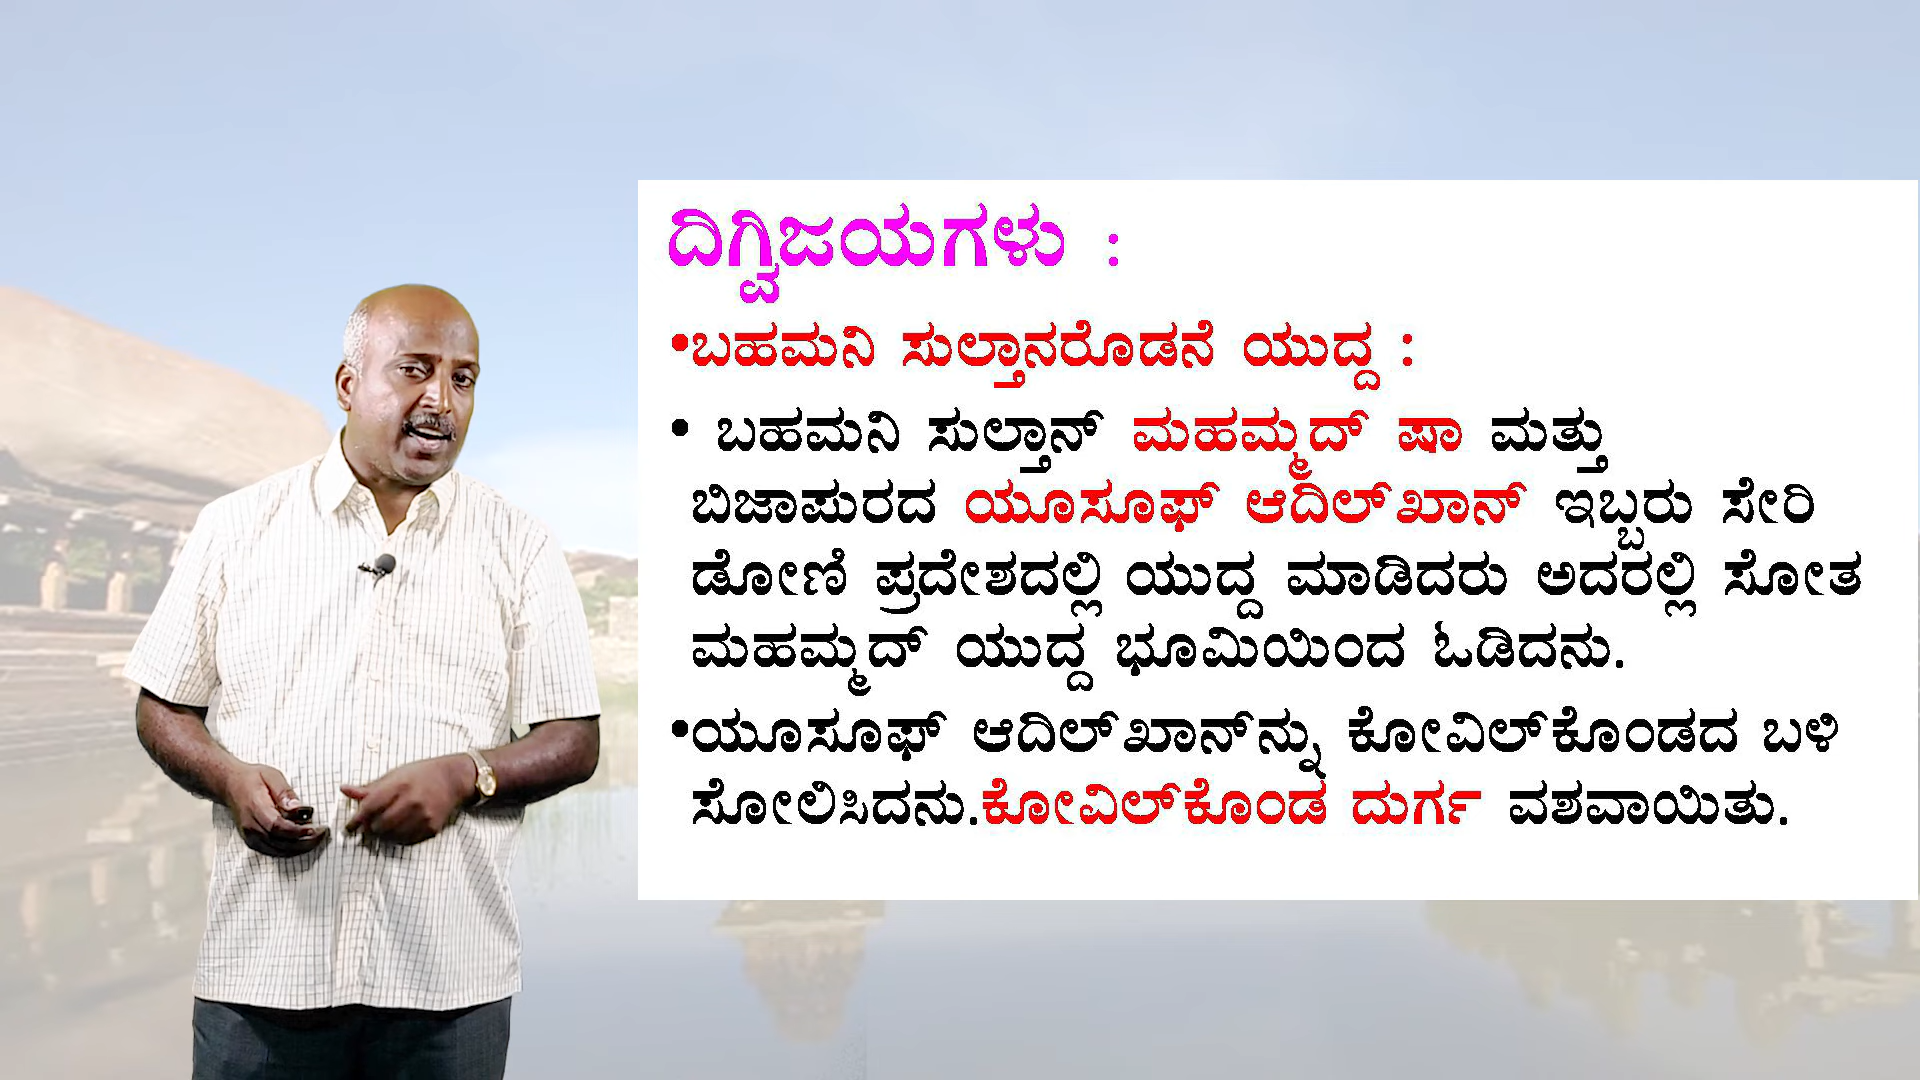 ದಿಗ್ವಿಜಯಗಳು :
•ಬಹಮನಿ ಸುಲ್ತಾನರೊಡನೆ ಯುದ್ದ :
• ಬಹಮನಿ ಸುಲ್ತಾನ್ ಮಹಮ್ಮದ್ ಷಾ ಮತ್ತು
ಬಿಜಾಪುರದ ಯೂಸೂಫ್ ಆದಿಲ್‌ಖಾನ್ ಇಬ್ಬರು ಸೇರಿ
ಡೋಣಿ ಪ್ರದೇಶದಲ್ಲಿ ಯುದ್ದ ಮಾಡಿದರು ಅದರಲ್ಲಿ ಸೋತ
ಮಹಮ್ಮದ್ ಯುದ್ದ ಭೂಮಿಯಿಂದ ಓಡಿದನು.
•ಯೂಸೂಫ್ ಆದಿಲ್‌ಖಾನ್‌ನ್ನು ಕೋವಿಲ್‌ಕೊಂಡದ ಬಳಿ
ಸೋಲಿಸಿದನು.ಕೋವಿಲ್‌ಕೊಂಡ ದುರ್ಗ ವಶವಾಯಿತು.